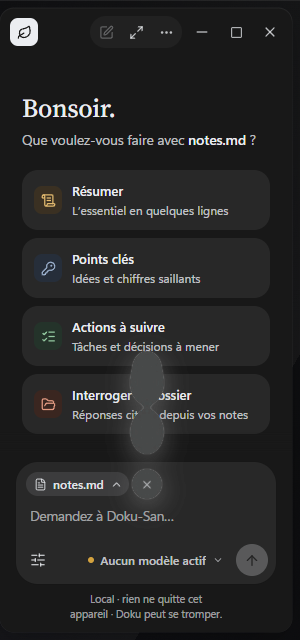 Bonsoir.
Que voulez-vous faire avec notes.md ?
Résumer
L'essentiel en quelques lignes
Points clés
Idées et chiffres saillants
Actions à suivre
Tâches et décisions à mener
Interroger ossier
Réponses depuis vos notes
notes.md
Demandez à Doku-San...
Aucun modèle actif
Local · rien ne quitte cet
appareil · Doku peut se tromper.